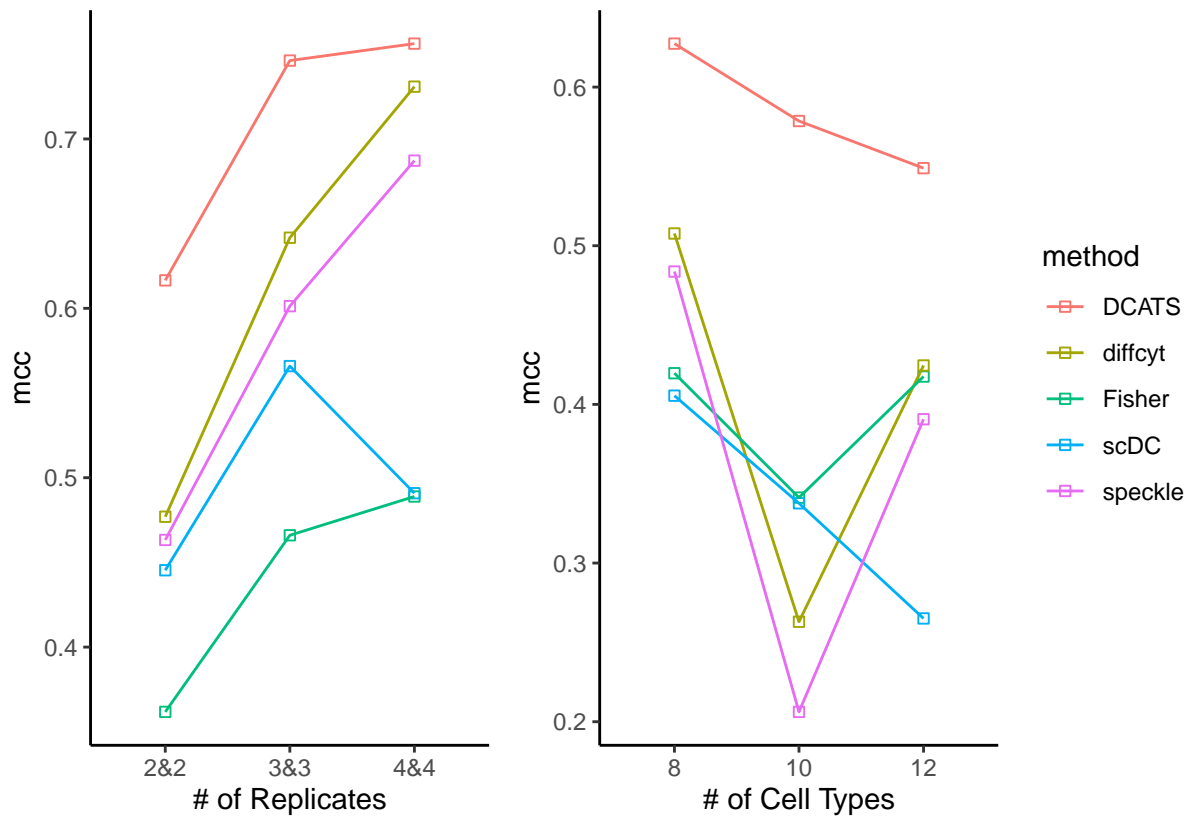 mcc
0.7
0.6
0.5
0.4
2&2 3&3 4&4
# of Replicates
mcc
0.6
0.5
0.4
0.3
0.2
8 10 12
# of Cell Types
method
DCATS
diffcyt
Fisher
scDC
speckle